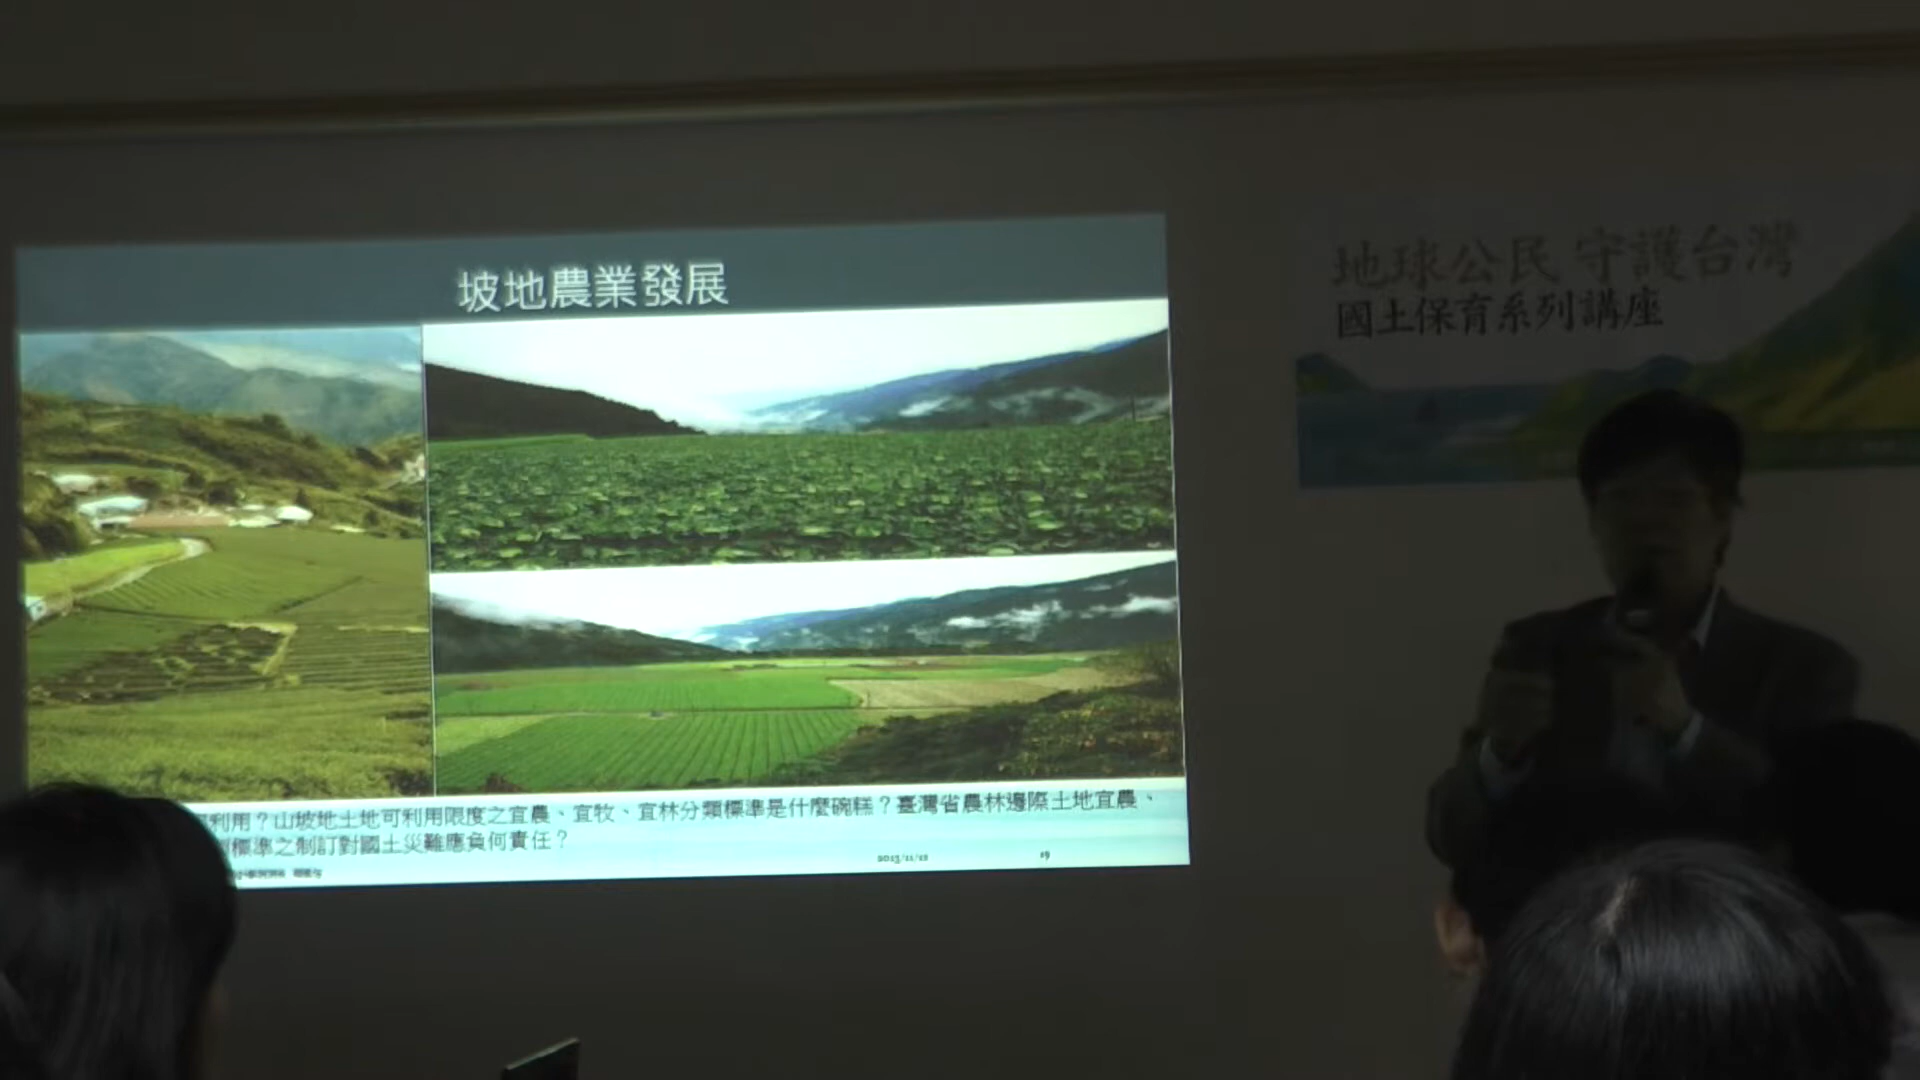 坡地農業發展
利用？山坡地土地可利用限度之宜農、宜牧、宜林分類標準是什麼碗糕？臺灣省農林邊際土地宜農、
標準之制訂對國土災難應負何責任？
2015/11/12
19
地球公民 守護台灣
國土保育系列講座